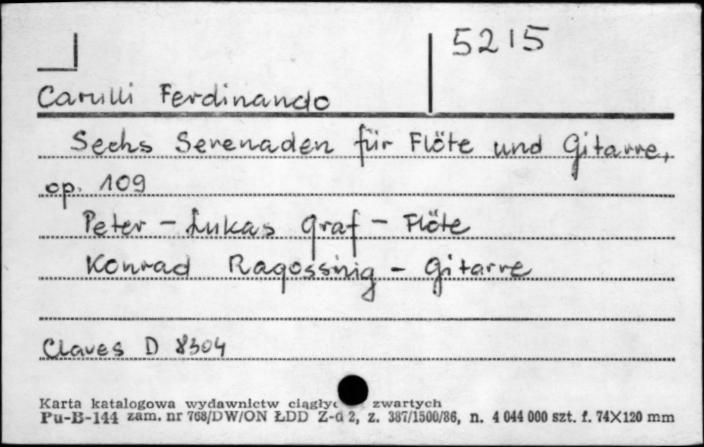 5215
Carulli Ferdinando
Sechs Serenaden für Flöte und Gitarre,
op. 109
Peter - Lukas Graf - Flöte
Konrad Ragossnig - Gitarre
Claves D 8304
Karta katalogowa wydawnictw zwartych
Pu-B-144 zam. nr 768/DW/ON ŁDD Z-d 2, z. 387/1500/86, n. 4 044 000 szt. f. 74X120 mm